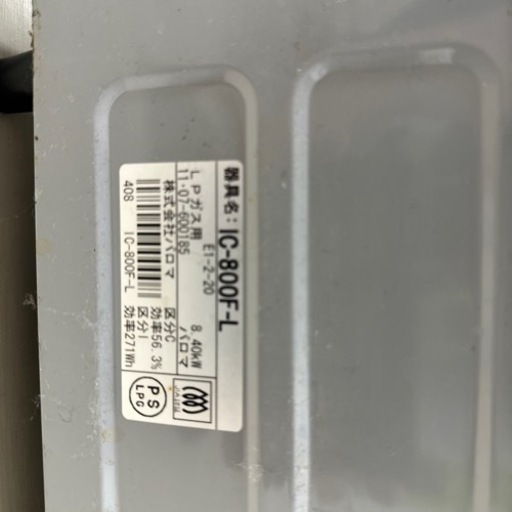 器具名: IC-800F-L
E1-2-20
LPガス用 8.40kW
11-07-600185 パロマ
株式会社パロマ 区分C
効率56.3%
区分I
408 IC-800F-L 効率271Wh
JIA
PS
LPG